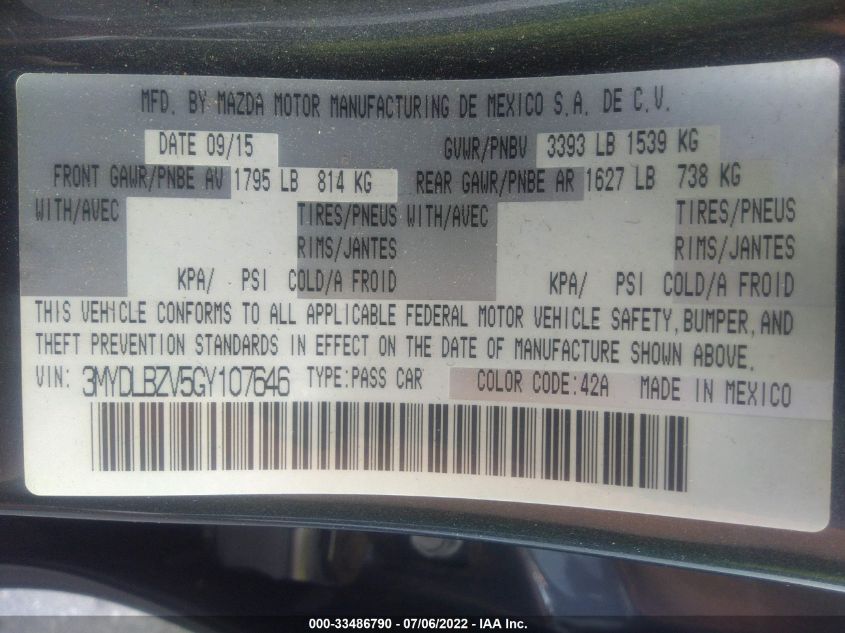 MFD. BY MAZDA MOTOR MANUFACTURING DE MEXICO S.A. DE C.V.
DATE 09/15 GVWR/PNBV 3393 LB 1539 KG
FRONT GAWR/PNBE AV 1795 LB 814 KG REAR GAWR/PNBE AR 1627 LB 738 KG
WITH/AVEC TIRES/PNEUS WITH/AVEC TIRES/PNEUS
RIMS/JANTES RIMS/JANTES
KPA/ PSI COLD/A FROID KPA/ PSI COLD/A FROID
THIS VEHICLE CONFORMS TO ALL APPLICABLE FEDERAL MOTOR VEHICLE SAFETY, BUMPER, AND
THEFT PREVENTION STANDARDS IN EFFECT ON THE DATE OF MANUFACTURE SHOWN ABOVE.
VIN: 3MYDLBZV5GY107646 TYPE:PASS CAR COLOR CODE:42A MADE IN MEXICO
000-33486790 - 07/06/2022 - IAA Inc.